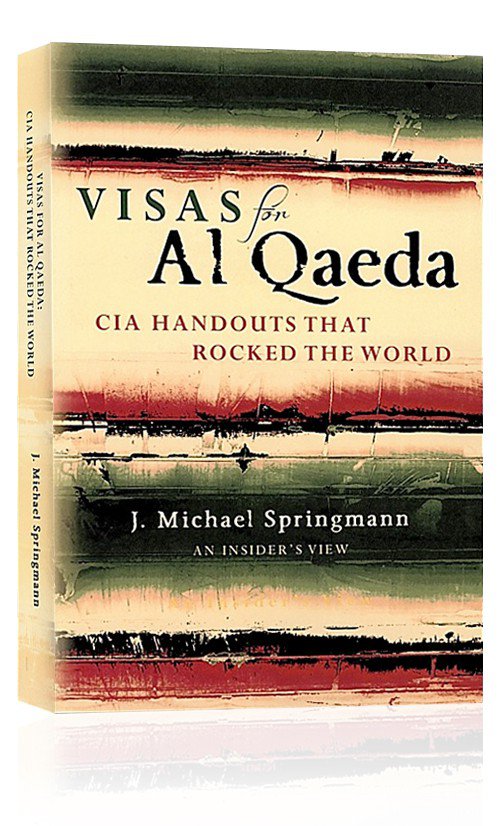 VISAS for
Al Qaeda
CIA HANDOUTS THAT
ROCKED THE WORLD
J. Michael Springmann
AN INSIDER'S VIEW
VISAS FOR AL QAEDA:
CIA HANDOUTS THAT ROCKED THE WORLD
J. Michael Springmann